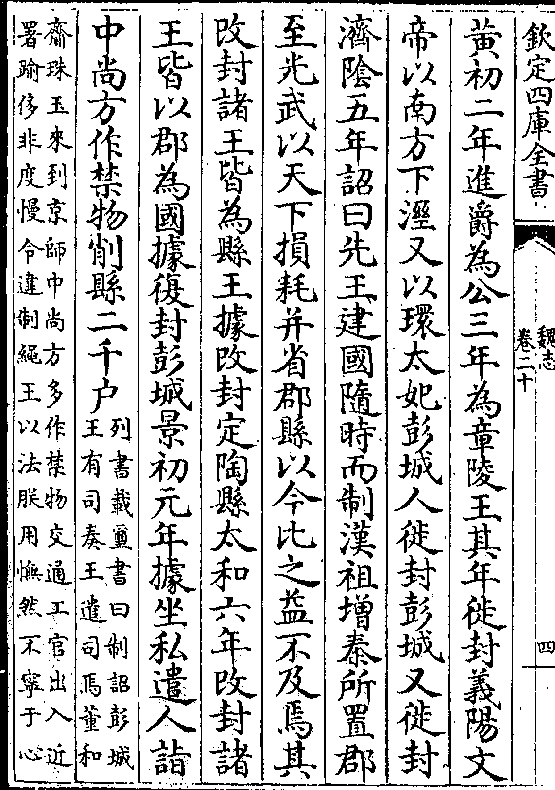 欽定四庫全書
魏志
卷二十
四
黃初二年進爵為公三年為章陵王其年徙封義陽文
帝以南方下溼又以環太妃彭城人徙封彭城又徙封
濟陰五年詔曰先王建國隨時而制漢祖增秦所置郡
至光武以天下損耗并省郡縣以今比之益不及焉其
改封諸王皆為縣王據改封定陶縣太和六年改封諸
王皆以郡為國據復封彭城景初元年據坐私遣人詣
中尚方作禁物削縣二千户
列書載璽書曰制詔彭城
王有司奏王遣司馬董和
齎珠玉來到京師中尚方多作禁物交通工官出入近
署踰侈非度慢令違制繩王以法朕用憮然不寧于心